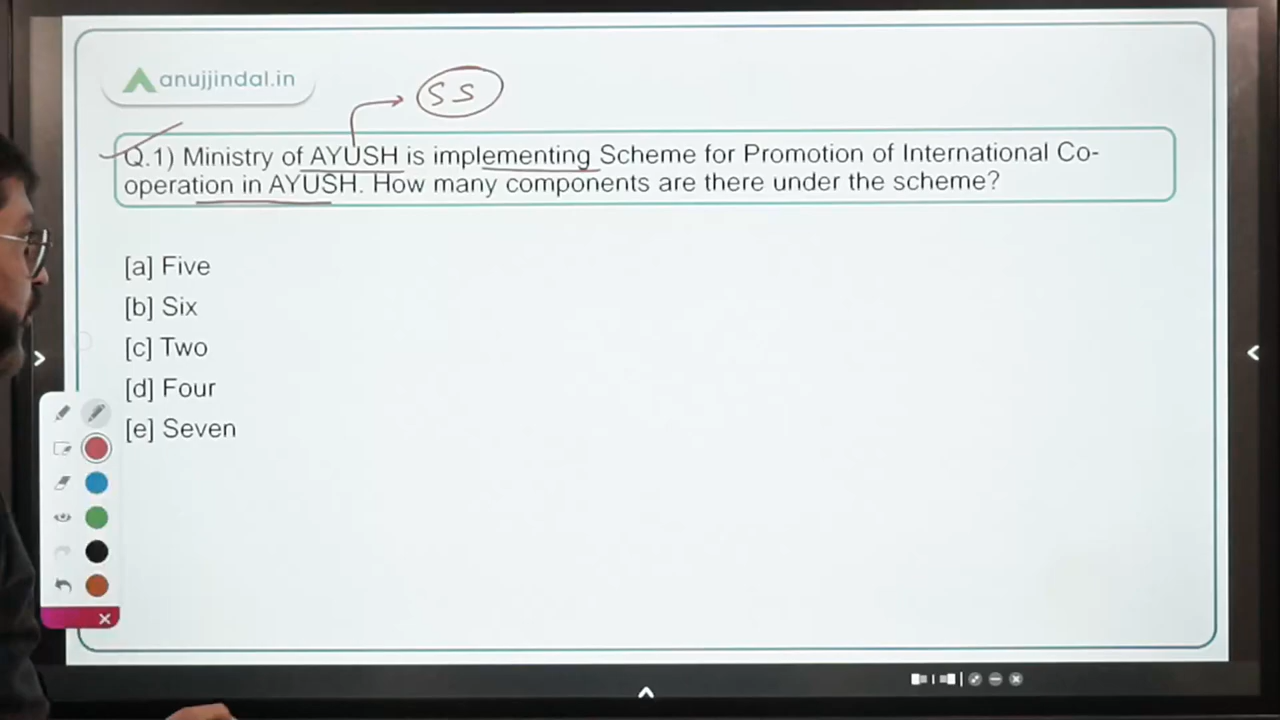 anujjindal.in
SS
Q.1) Ministry of AYUSH is implementing Scheme for Promotion of International Co-
operation in AYUSH. How many components are there under the scheme?
[a] Five
[b] Six
[c] Two
[d] Four
[e] Seven